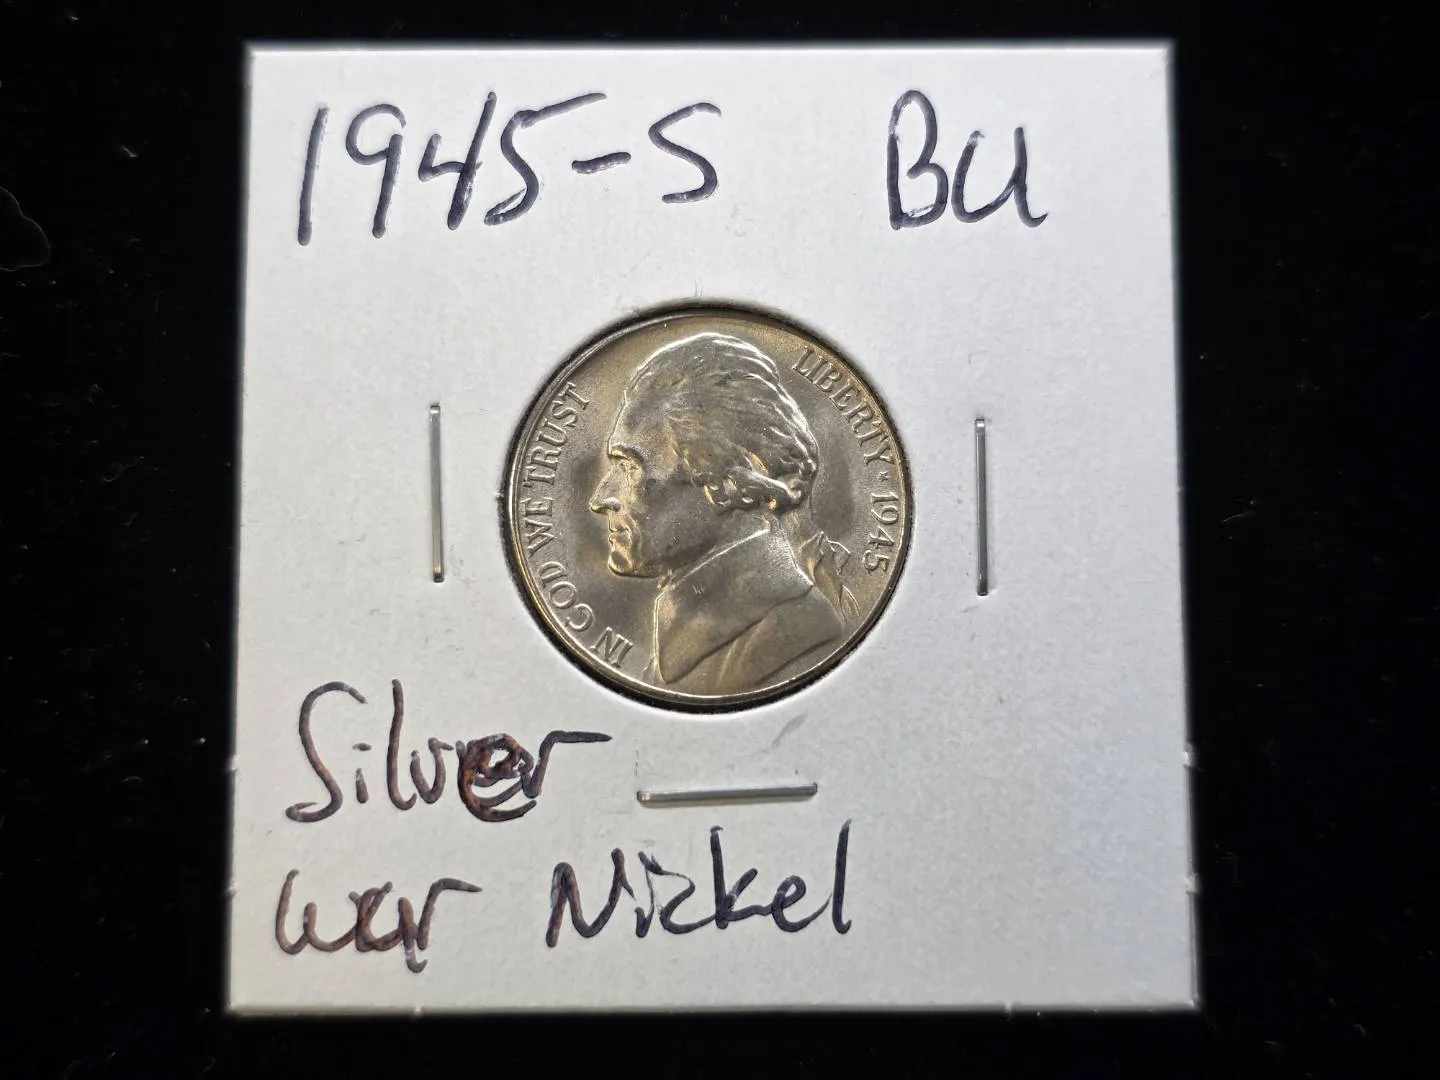 1945-S BU
IN GOD WE TRUST
LIBERTY * 1945
Silver
War Nickel